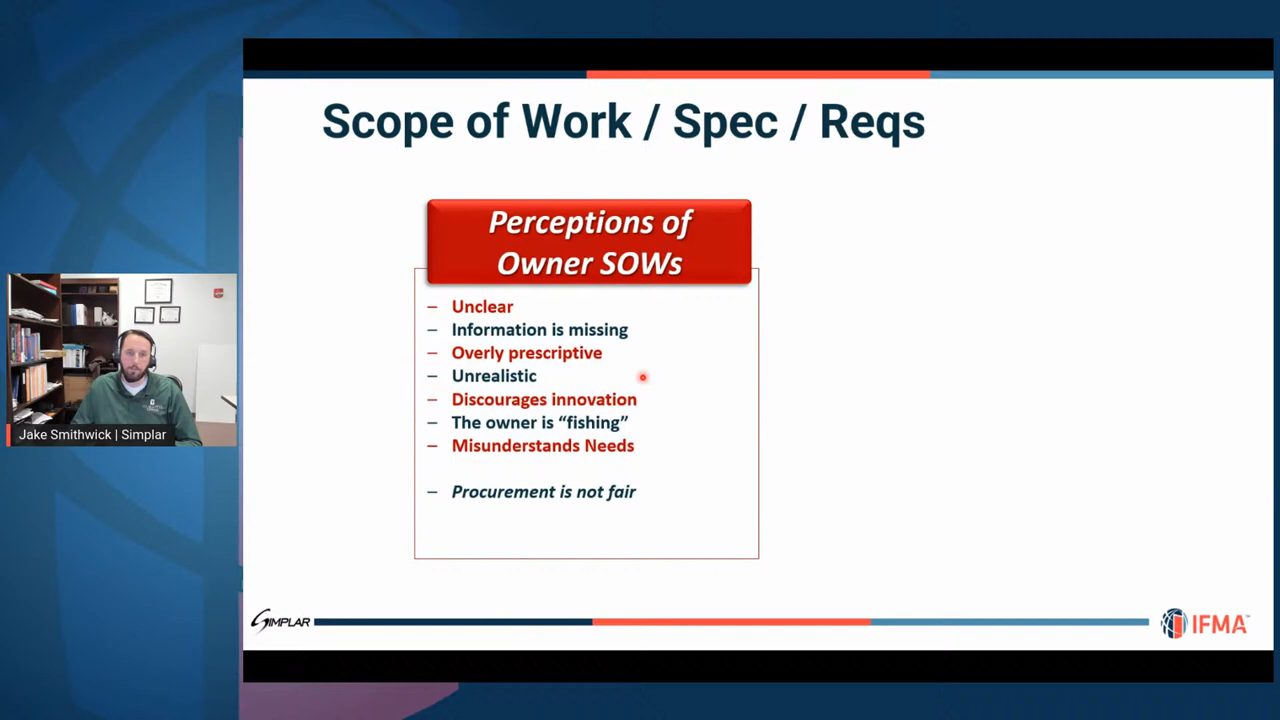 Scope of Work / Spec / Reqs
Perceptions of
Owner SOWs
– Unclear
– Information is missing
– Overly prescriptive
– Unrealistic
– Discourages innovation
– The owner is “fishing”
– Misunderstands Needs
– Procurement is not fair
Jake Smithwick | Simplar
SIMPLAR
IFMA™